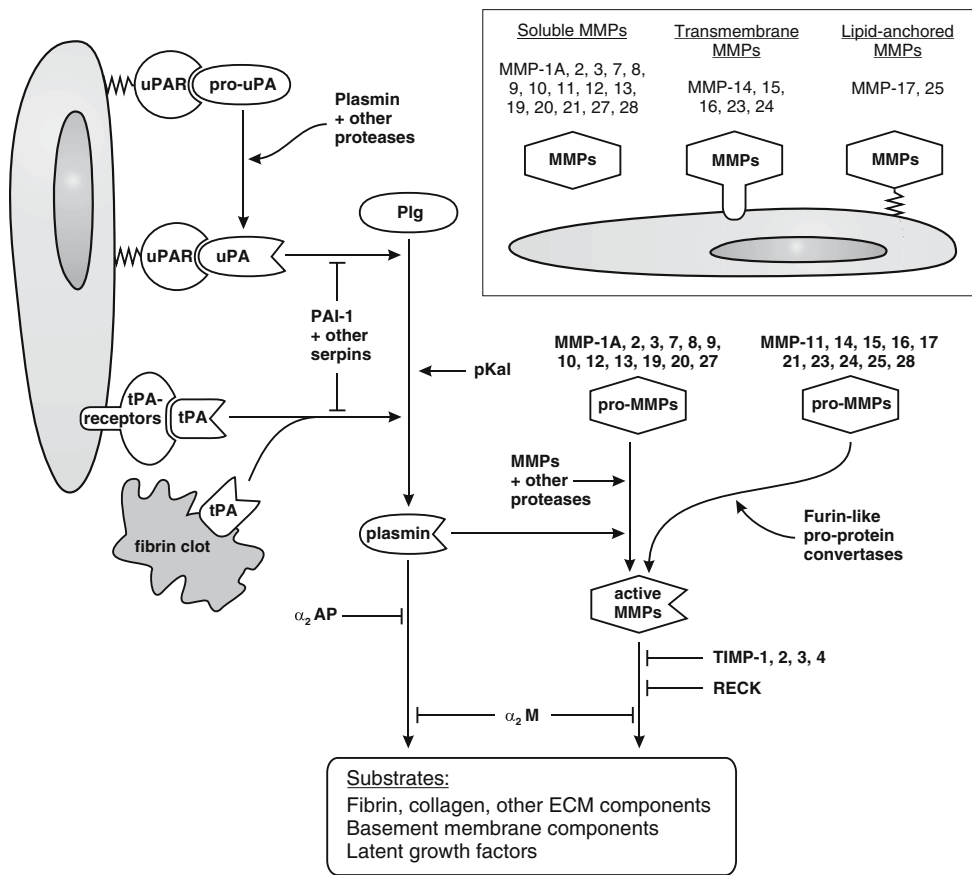 uPAR
pro-uPA
Plasmin
+ other
proteases
Plg
uPAR
uPA
PAI-1
+ other
serpins
pKal
tPA-
receptors
tPA
tPA
fibrin clot
plasmin
α₂ AP
α₂ M
Soluble MMPs
MMP-1A, 2, 3, 7, 8,
9, 10, 11, 12, 13,
19, 20, 21, 27, 28
MMPs
Transmembrane
MMPs
MMP-14, 15,
16, 23, 24
MMPs
Lipid-anchored
MMPs
MMP-17, 25
MMPs
MMP-1A, 2, 3, 7, 8, 9,
10, 12, 13, 19, 20, 27
pro-MMPs
MMP-11, 14, 15, 16, 17
21, 23, 24, 25, 28
pro-MMPs
MMPs
+ other
proteases
Furin-like
pro-protein
convertases
active
MMPs
TIMP-1, 2, 3, 4
RECK
Substrates:
Fibrin, collagen, other ECM components
Basement membrane components
Latent growth factors